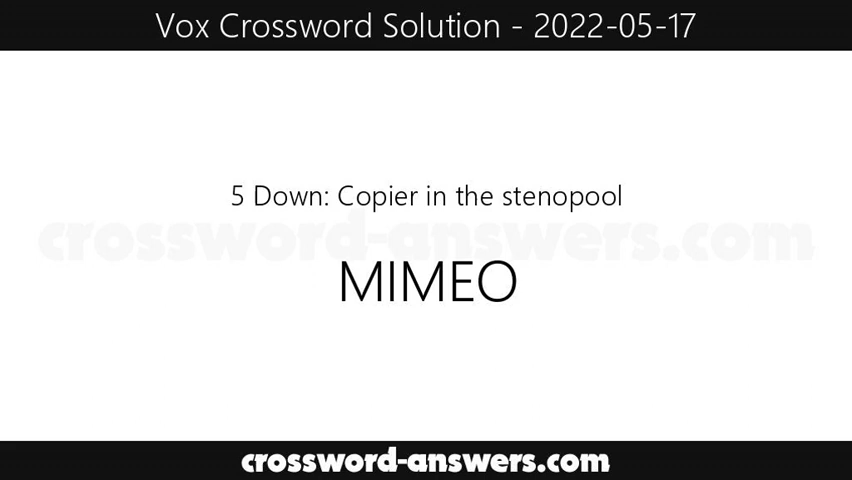 Vox Crossword Solution - 2022-05-17
5 Down: Copier in the stenopool
crossword-answers.com
MIMEO
crossword-answers.com